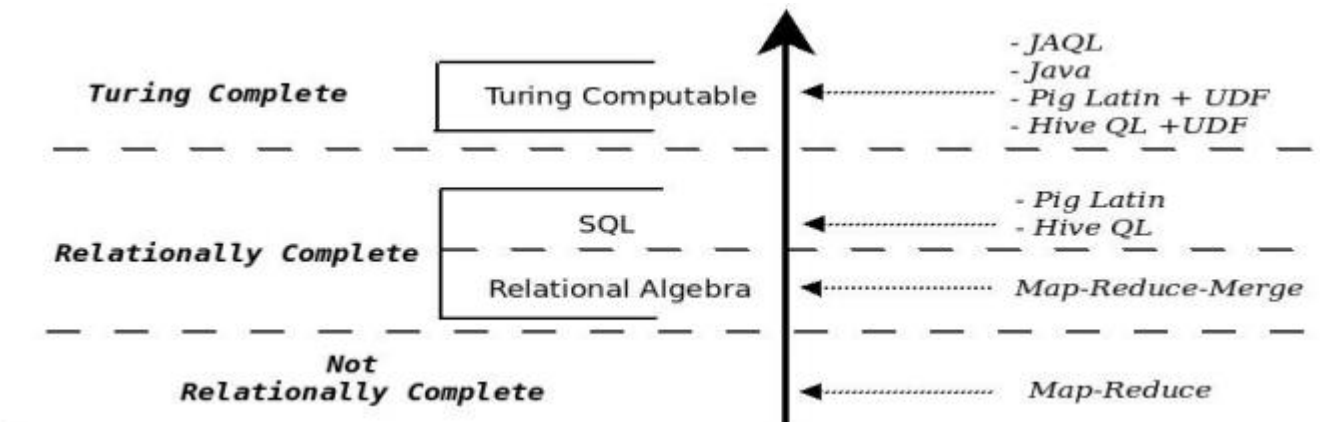 - JAQL
- Java
Turing Complete
Turing Computable
- Pig Latin + UDF
- Hive QL +UDF
- Pig Latin
SQL
- Hive QL
Relationally Complete
Relational Algebra
Map-Reduce-Merge
Not
Relationally Complete
Map-Reduce